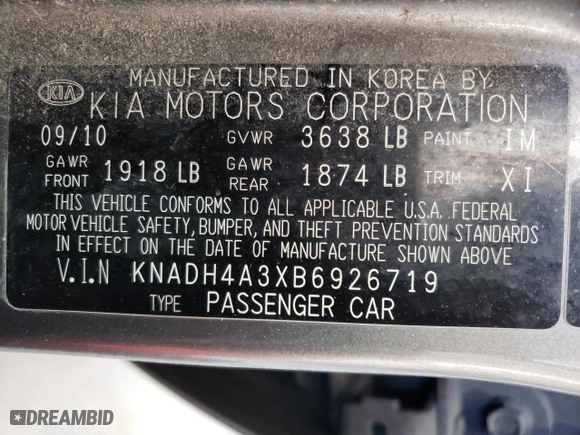 MANUFACTURED IN KOREA BY
KIA KIA MOTORS CORPORATION
09/10 GVWR 3638 LB PAINT IM
GAWR FRONT 1918 LB GAWR REAR 1874 LB TRIM XI
THIS VEHICLE CONFORMS TO ALL APPLICABLE U.S.A. FEDERAL
MOTOR VEHICLE SAFETY, BUMPER, AND THEFT PREVENTION STANDARDS
IN EFFECT ON THE DATE OF MANUFACTURE SHOWN ABOVE
V.I.N KNADH4A3XB6926719
TYPE PASSENGER CAR
DREAMBID